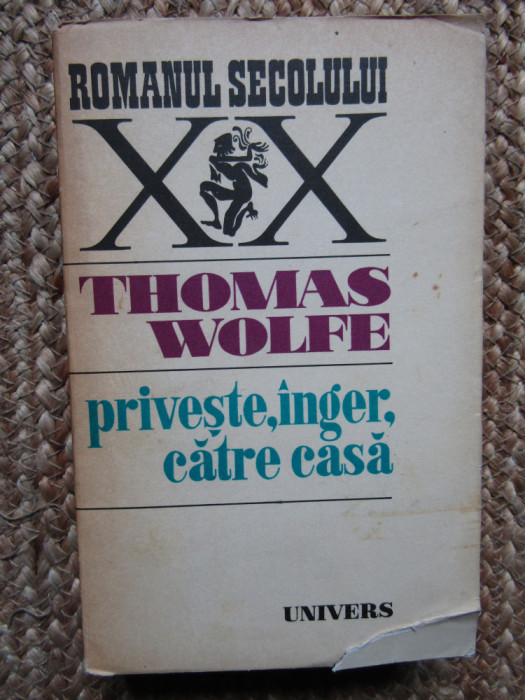 ROMANUL SECOLULUI
XX
THOMAS
WOLFE
privește, înger,
către casă
UNIVERS